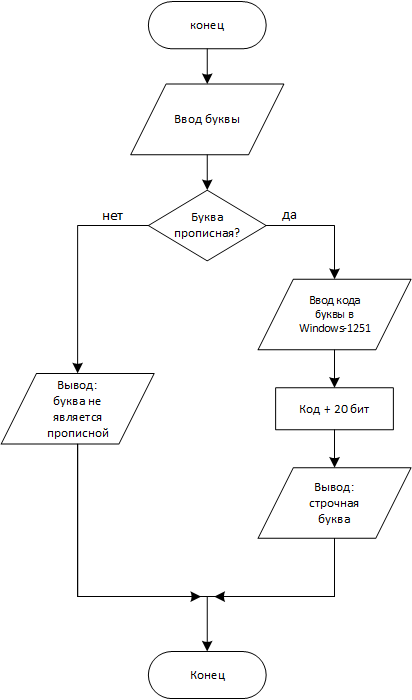 конец
Ввод буквы
нет
да
Буква
прописная?
Ввод кода
буквы в
Windows-1251
Вывод:
буква не
является
прописной
Код + 20 бит
Вывод:
строчная
буква
Конец